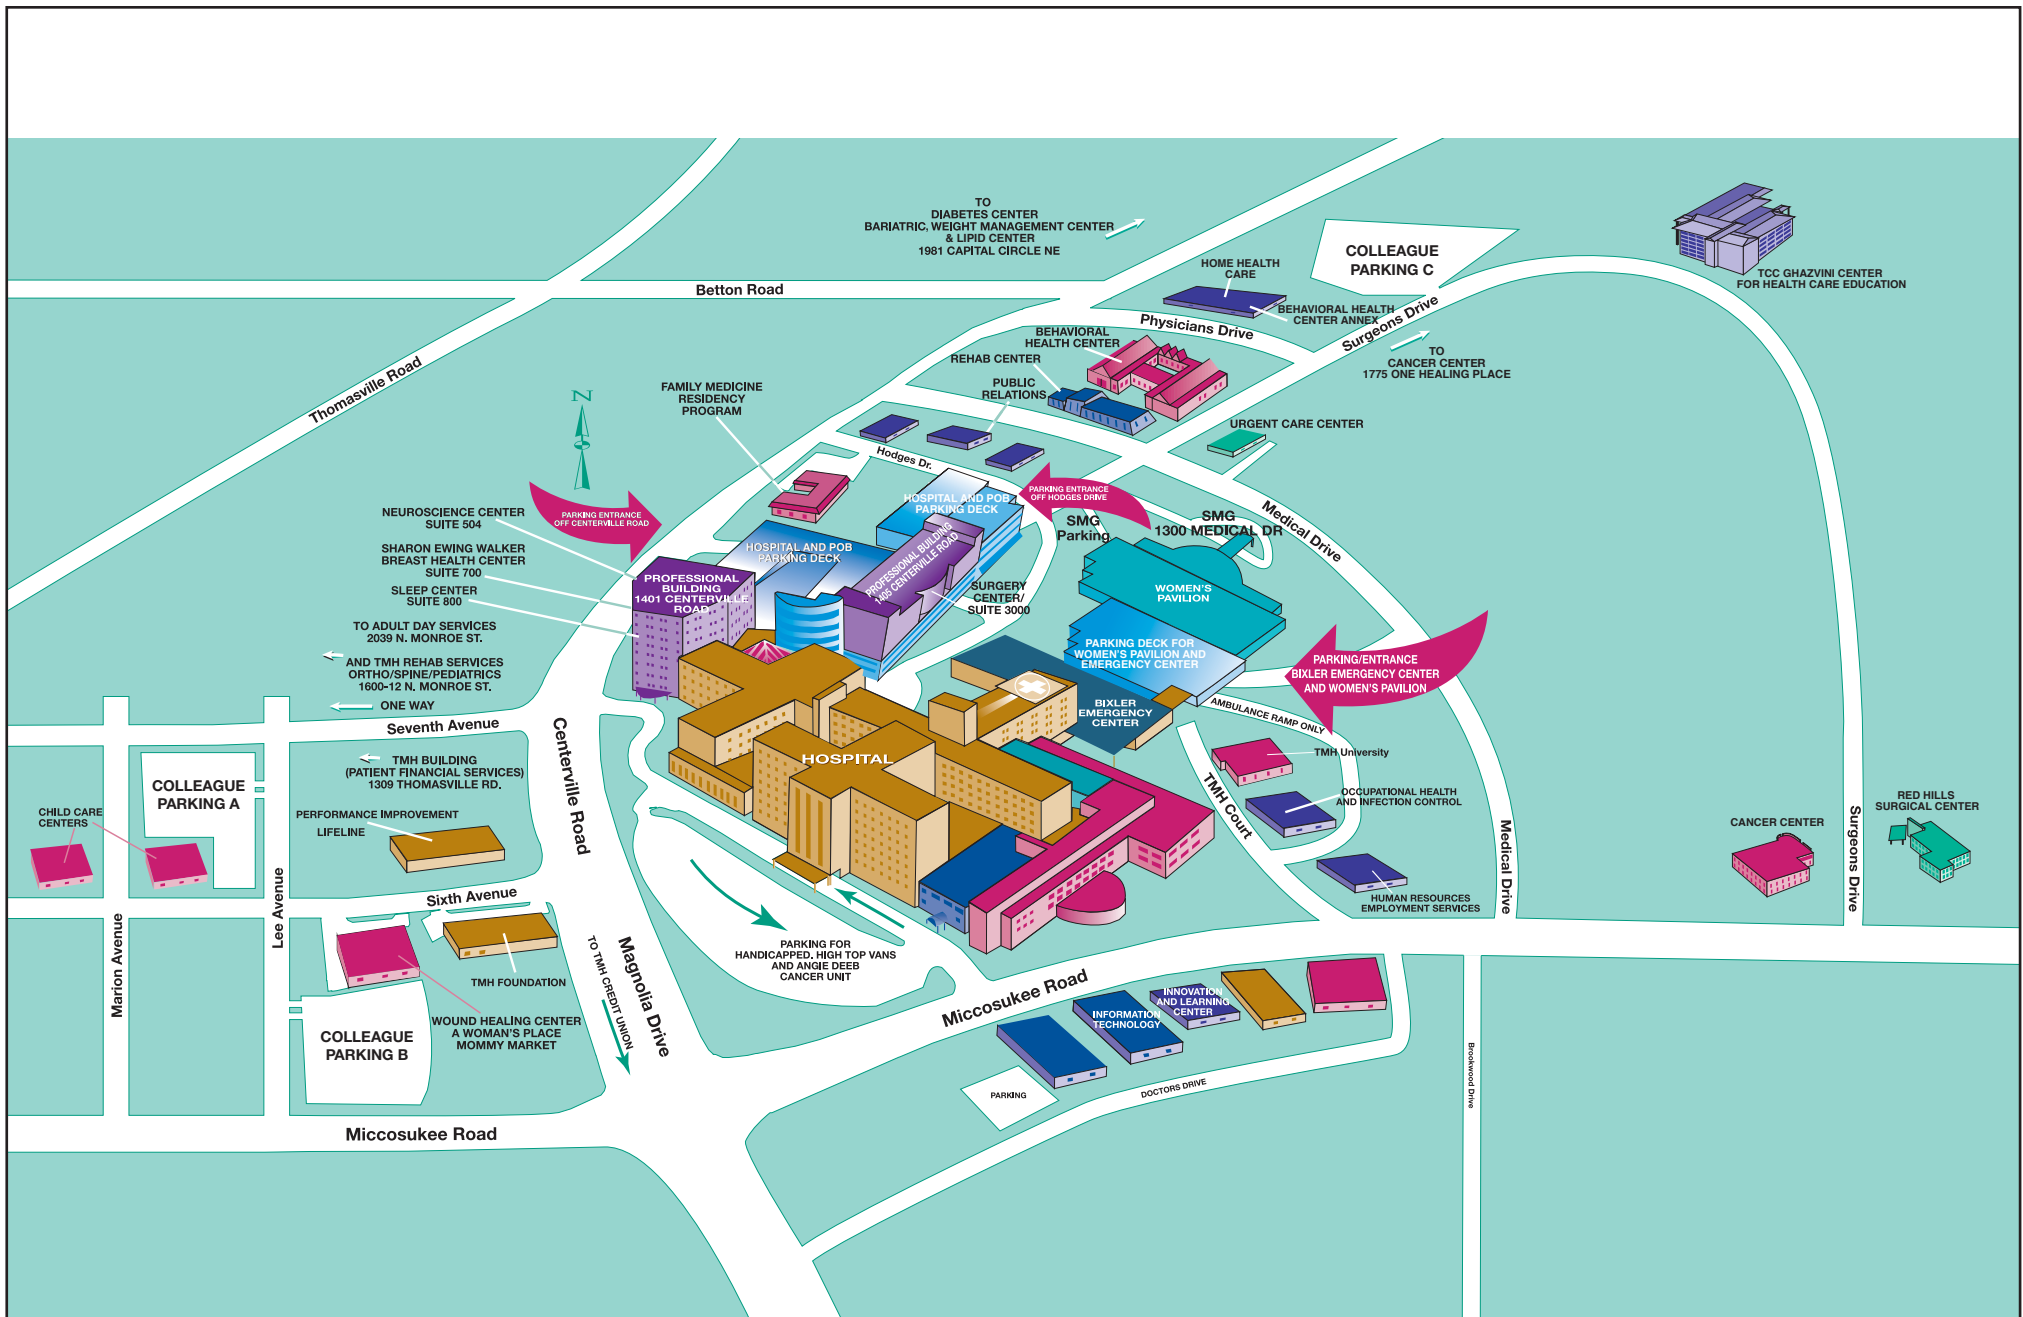 TO
DIABETES CENTER
BARIATRIC, WEIGHT MANAGEMENT CENTER
& LIPID CENTER
1981 CAPITAL CIRCLE NE
COLLEAGUE
PARKING C
HOME HEALTH
CARE
BEHAVIORAL HEALTH
CENTER ANNEX
TCC GHAZVINI CENTER
FOR HEALTH CARE EDUCATION
Betton Road
Physicians Drive
Surgeons Drive
TO
CANCER CENTER
1775 ONE HEALING PLACE
BEHAVIORAL
HEALTH CENTER
REHAB CENTER
PUBLIC
RELATIONS
Thomasville Road
N
FAMILY MEDICINE
RESIDENCY
PROGRAM
URGENT CARE CENTER
Hodges Dr.
PARKING ENTRANCE
OFF CENTERVILLE ROAD
HOSPITAL AND POB
PARKING DECK
PARKING ENTRANCE
OFF HODGES DRIVE
SMG
Parking
SMG
1300 MEDICAL DR
Medical Drive
NEUROSCIENCE CENTER
SUITE 504
SHARON EWING WALKER
BREAST HEALTH CENTER
SUITE 700
SLEEP CENTER
SUITE 800
HOSPITAL AND POB
PARKING DECK
PROFESSIONAL BUILDING
1405 CENTERVILLE ROAD
PROFESSIONAL
BUILDING
1401 CENTERVILLE
ROAD
SURGERY
CENTER/
SUITE 3000
WOMEN'S
PAVILION
PARKING DECK FOR
WOMEN'S PAVILION AND
EMERGENCY CENTER
PARKING/ENTRANCE
BIXLER EMERGENCY CENTER
AND WOMEN'S PAVILION
TO ADULT DAY SERVICES
2039 N. MONROE ST.
AND TMH REHAB SERVICES
ORTHO/SPINE/PEDIATRICS
1600-12 N. MONROE ST.
ONE WAY
Seventh Avenue
BIXLER
EMERGENCY
CENTER
AMBULANCE RAMP ONLY
TMH University
HOSPITAL
Centerville Road
TMH BUILDING
(PATIENT FINANCIAL SERVICES)
1309 THOMASVILLE RD.
COLLEAGUE
PARKING A
CHILD CARE
CENTERS
PERFORMANCE IMPROVEMENT
LIFELINE
TMH Court
OCCUPATIONAL HEALTH
AND INFECTION CONTROL
CANCER CENTER
RED HILLS
SURGICAL CENTER
Surgeons Drive
Medical Drive
HUMAN RESOURCES
EMPLOYMENT SERVICES
Sixth Avenue
Lee Avenue
Marion Avenue
TMH FOUNDATION
WOUND HEALING CENTER
A WOMAN'S PLACE
MOMMY MARKET
COLLEAGUE
PARKING B
TO TMH CREDIT UNION
Magnolia Drive
PARKING FOR
HANDICAPPED, HIGH TOP VANS
AND ANGIE DEEB
CANCER UNIT
Miccosukee Road
INNOVATION
AND LEARNING
CENTER
INFORMATION
TECHNOLOGY
PARKING
DOCTORS DRIVE
Brookwood Drive
Miccosukee Road